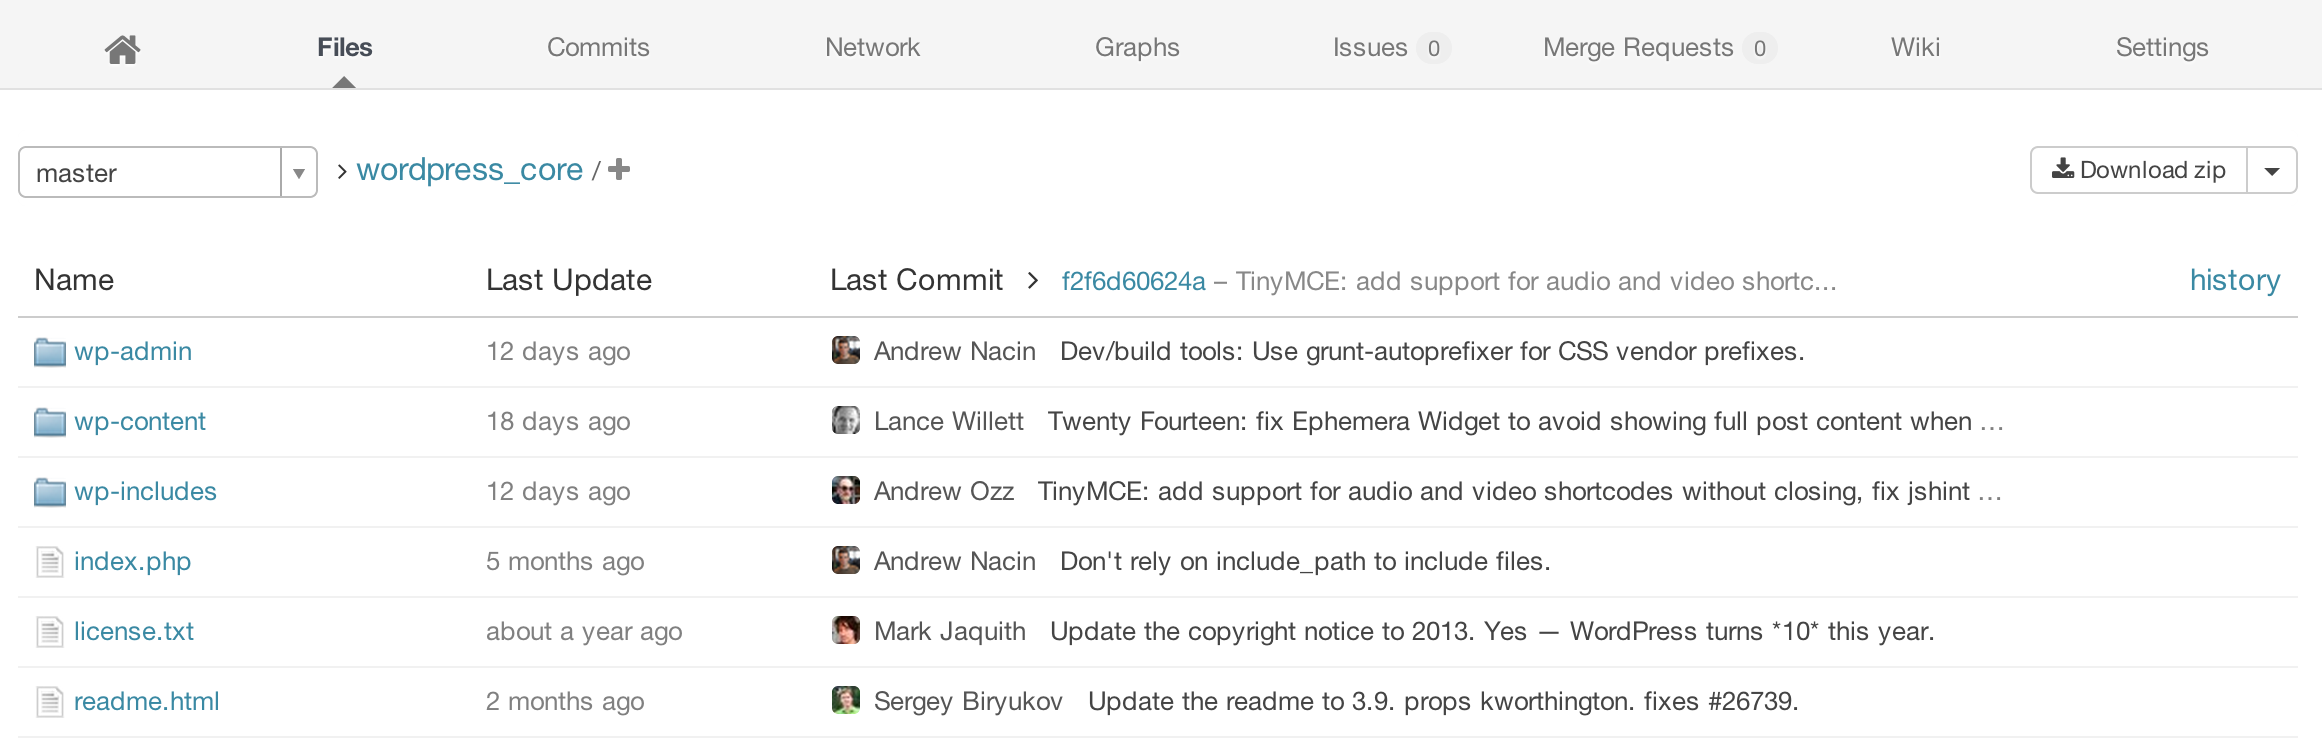 Files Commits Network Graphs Issues 0 Merge Requests 0 Wiki Settings
master > wordpress_core / + Download zip
Name Last Update Last Commit > f2f6d60624a – TinyMCE: add support for audio and video shortc... history
wp-admin 12 days ago Andrew Nacin Dev/build tools: Use grunt-autoprefixer for CSS vendor prefixes.
wp-content 18 days ago Lance Willett Twenty Fourteen: fix Ephemera Widget to avoid showing full post content when ...
wp-includes 12 days ago Andrew Ozz TinyMCE: add support for audio and video shortcodes without closing, fix jshint ...
index.php 5 months ago Andrew Nacin Don't rely on include_path to include files.
license.txt about a year ago Mark Jaquith Update the copyright notice to 2013. Yes — WordPress turns *10* this year.
readme.html 2 months ago Sergey Biryukov Update the readme to 3.9. props kworthington. fixes #26739.